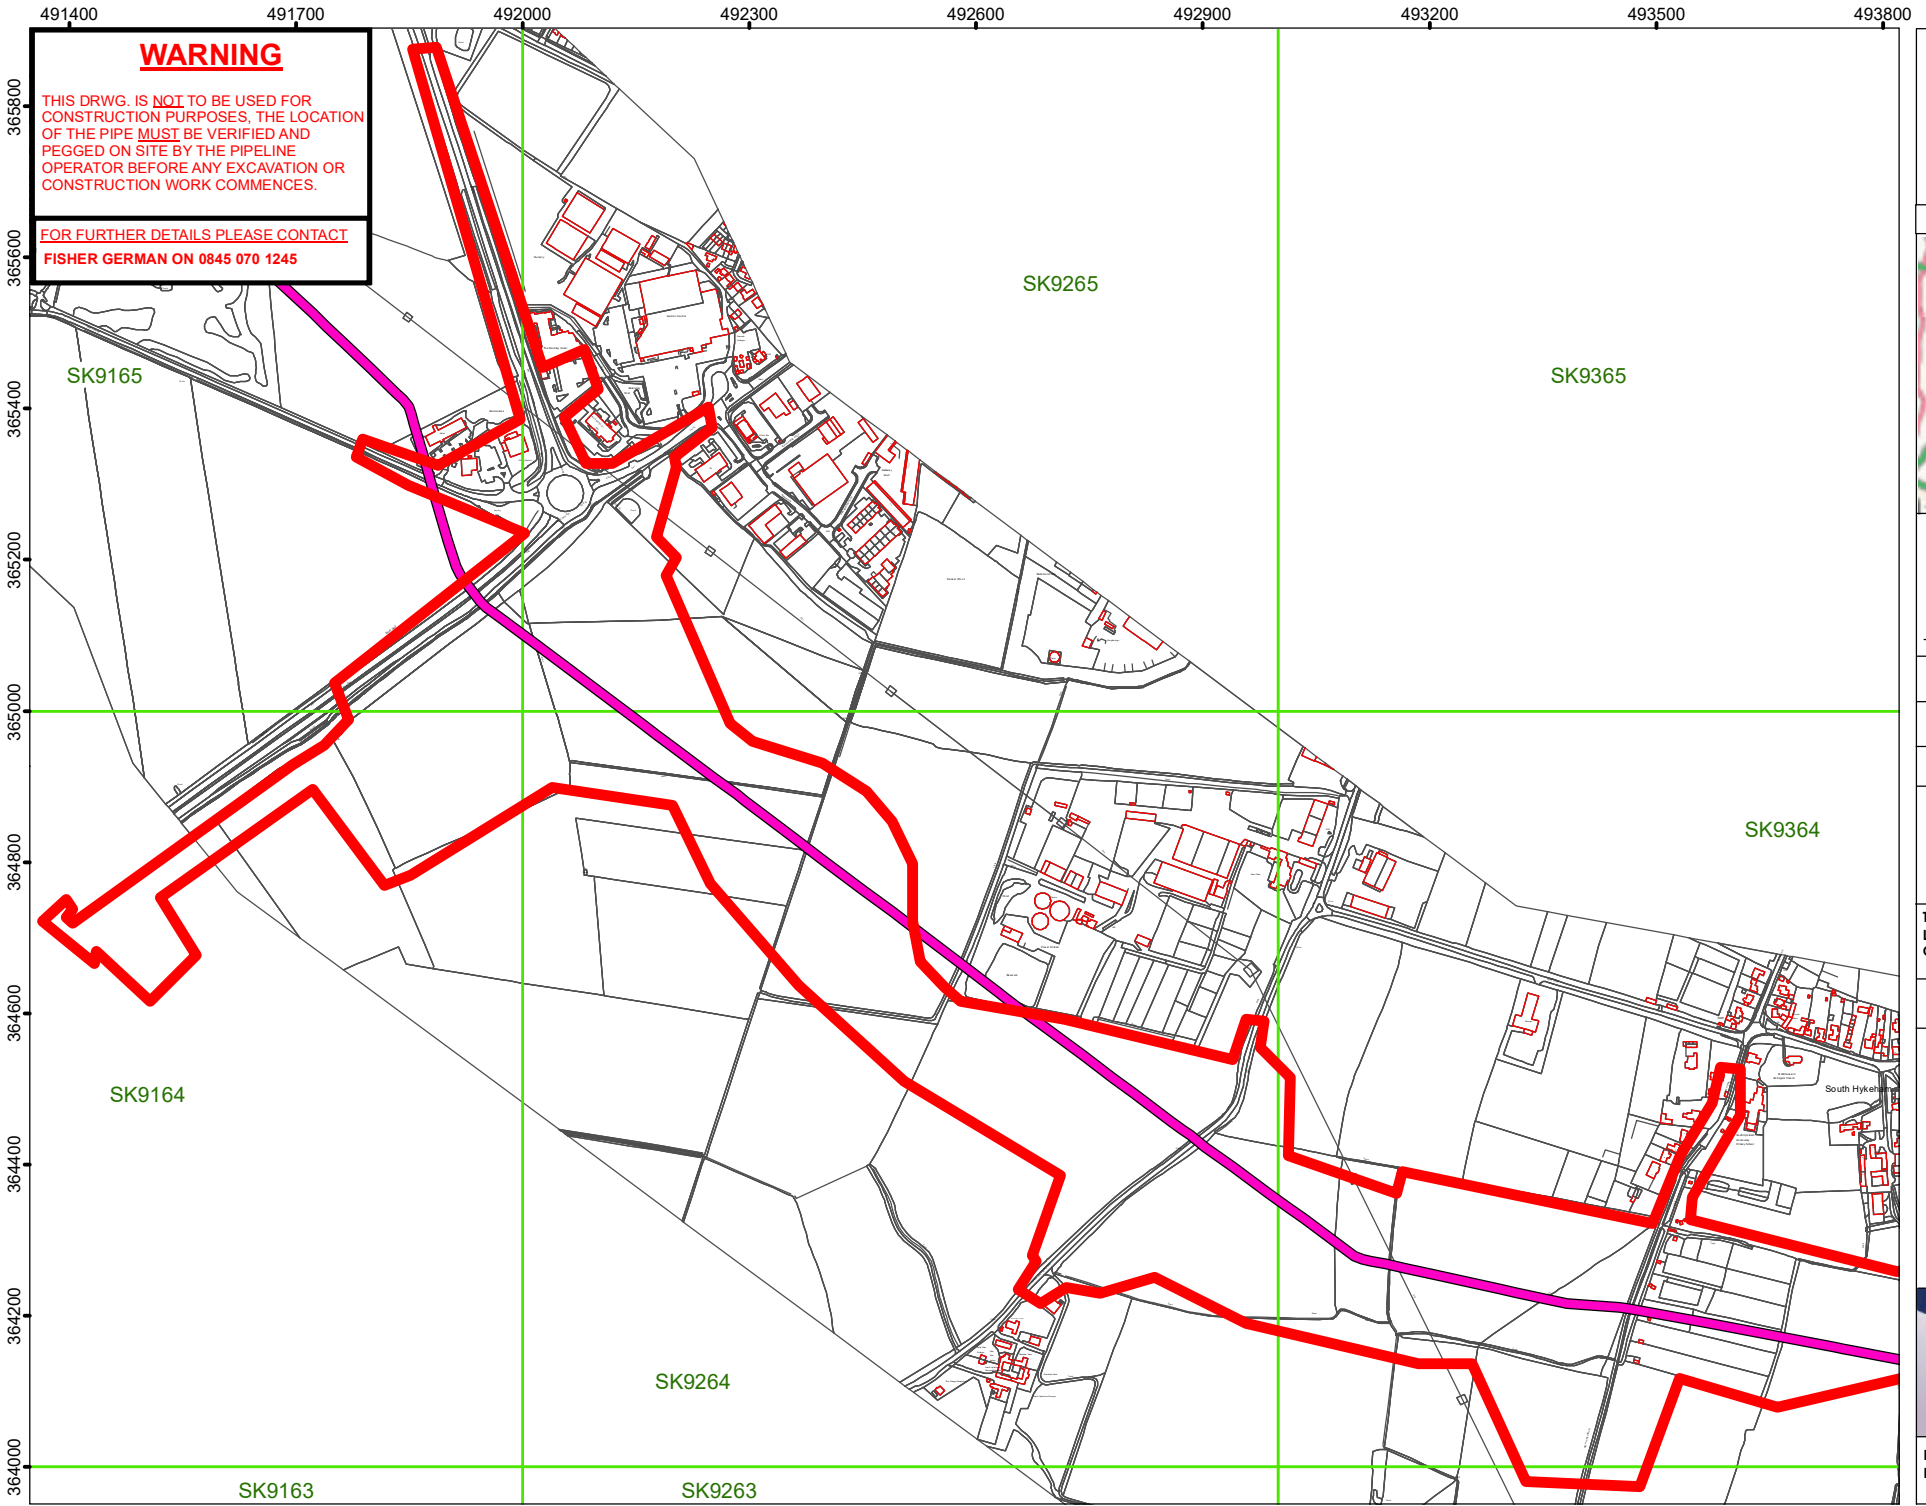 491400 491700 492000 492300 492600 492900 493200 493500 493800
WARNING
THIS DRWG. IS NOT TO BE USED FOR
CONSTRUCTION PURPOSES, THE LOCATION
OF THE PIPE MUST BE VERIFIED AND
PEGGED ON SITE BY THE PIPELINE
OPERATOR BEFORE ANY EXCAVATION OR
CONSTRUCTION WORK COMMENCES.
FOR FURTHER DETAILS PLEASE CONTACT
FISHER GERMAN ON 0845 070 1245
365800
365600
365400
365200
365000
364800
364600
364400
364200
364000
SK9265
SK9165
SK9365
SK9364
South Hykeham
SK9164
SK9264
SK9163
SK9263